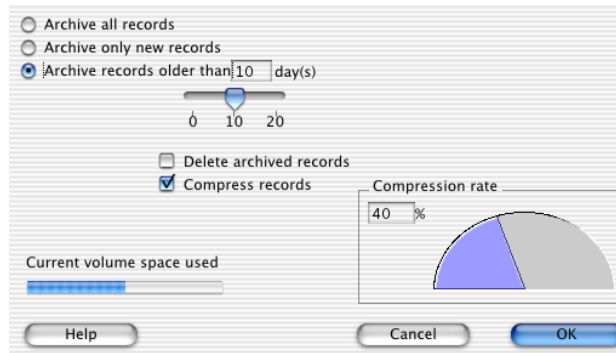 Archive all records
Archive only new records
Archive records older than 10 day(s)
0 10 20
Delete archived records
Compress records
Compression rate
40 %
Current volume space used
Help Cancel OK